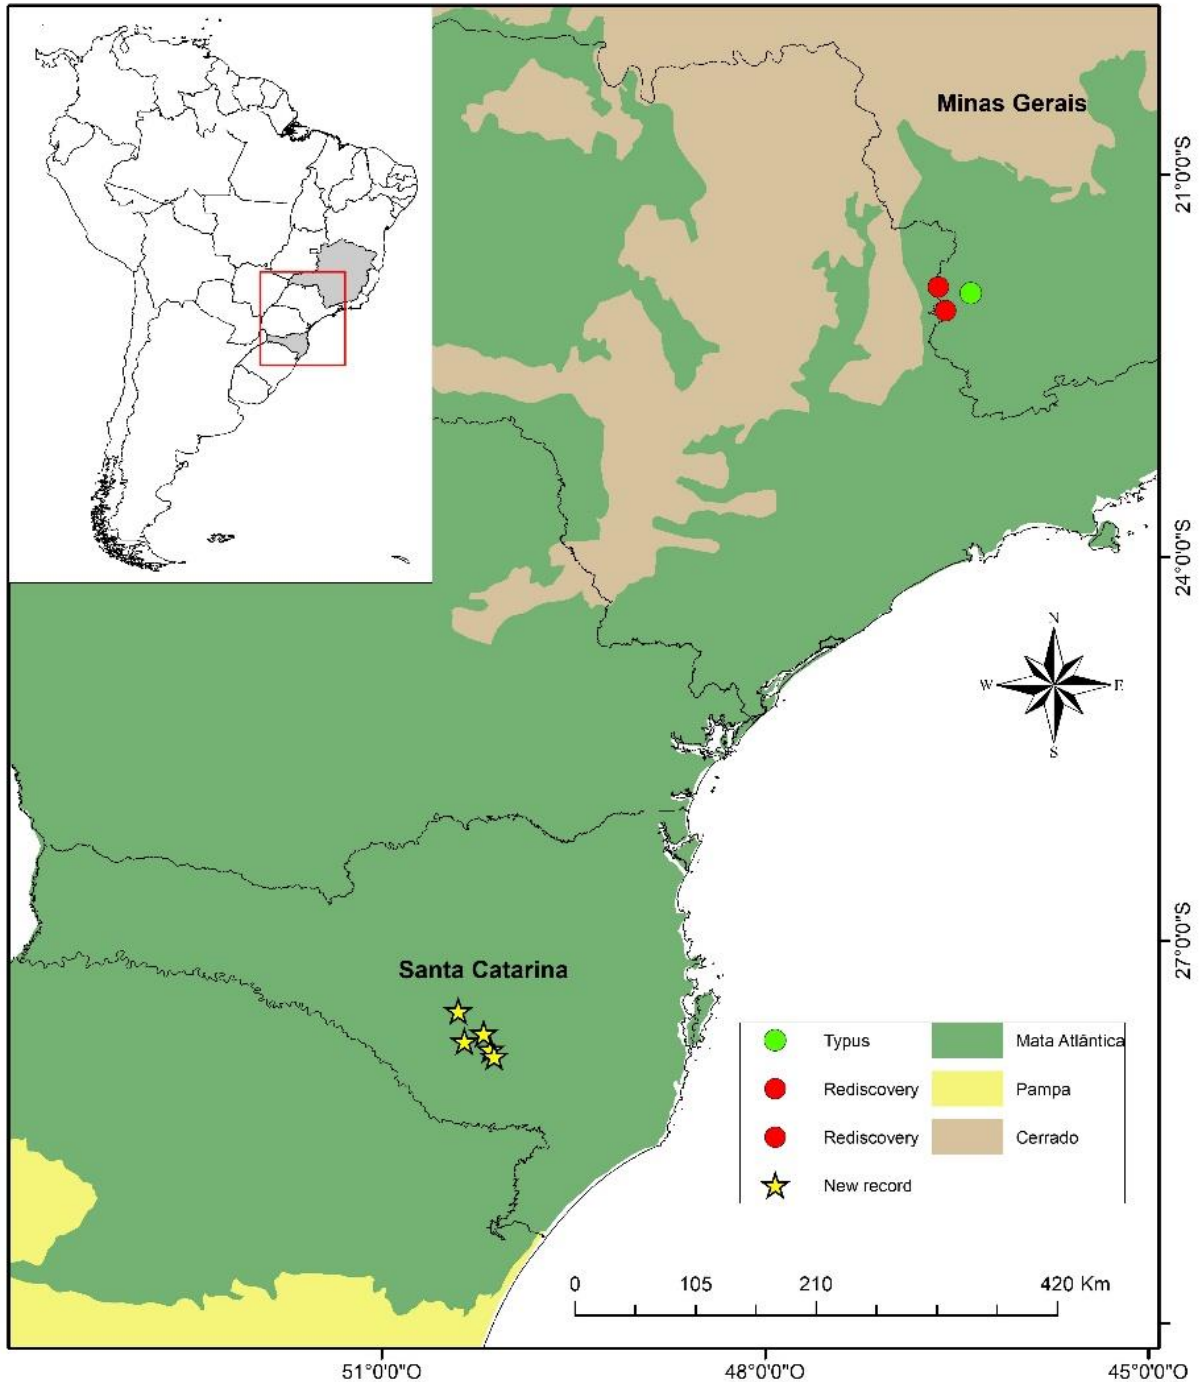 Minas Gerais
21°0'0"S
24°0'0"S
N
W
E
S
27°0'0"S
Santa Catarina
Typus
Mata Atlântica
Rediscovery
Pampa
Rediscovery
Cerrado
New record
0
105
210
420 Km
51°0'0"O
48°0'0"O
45°0'0"O